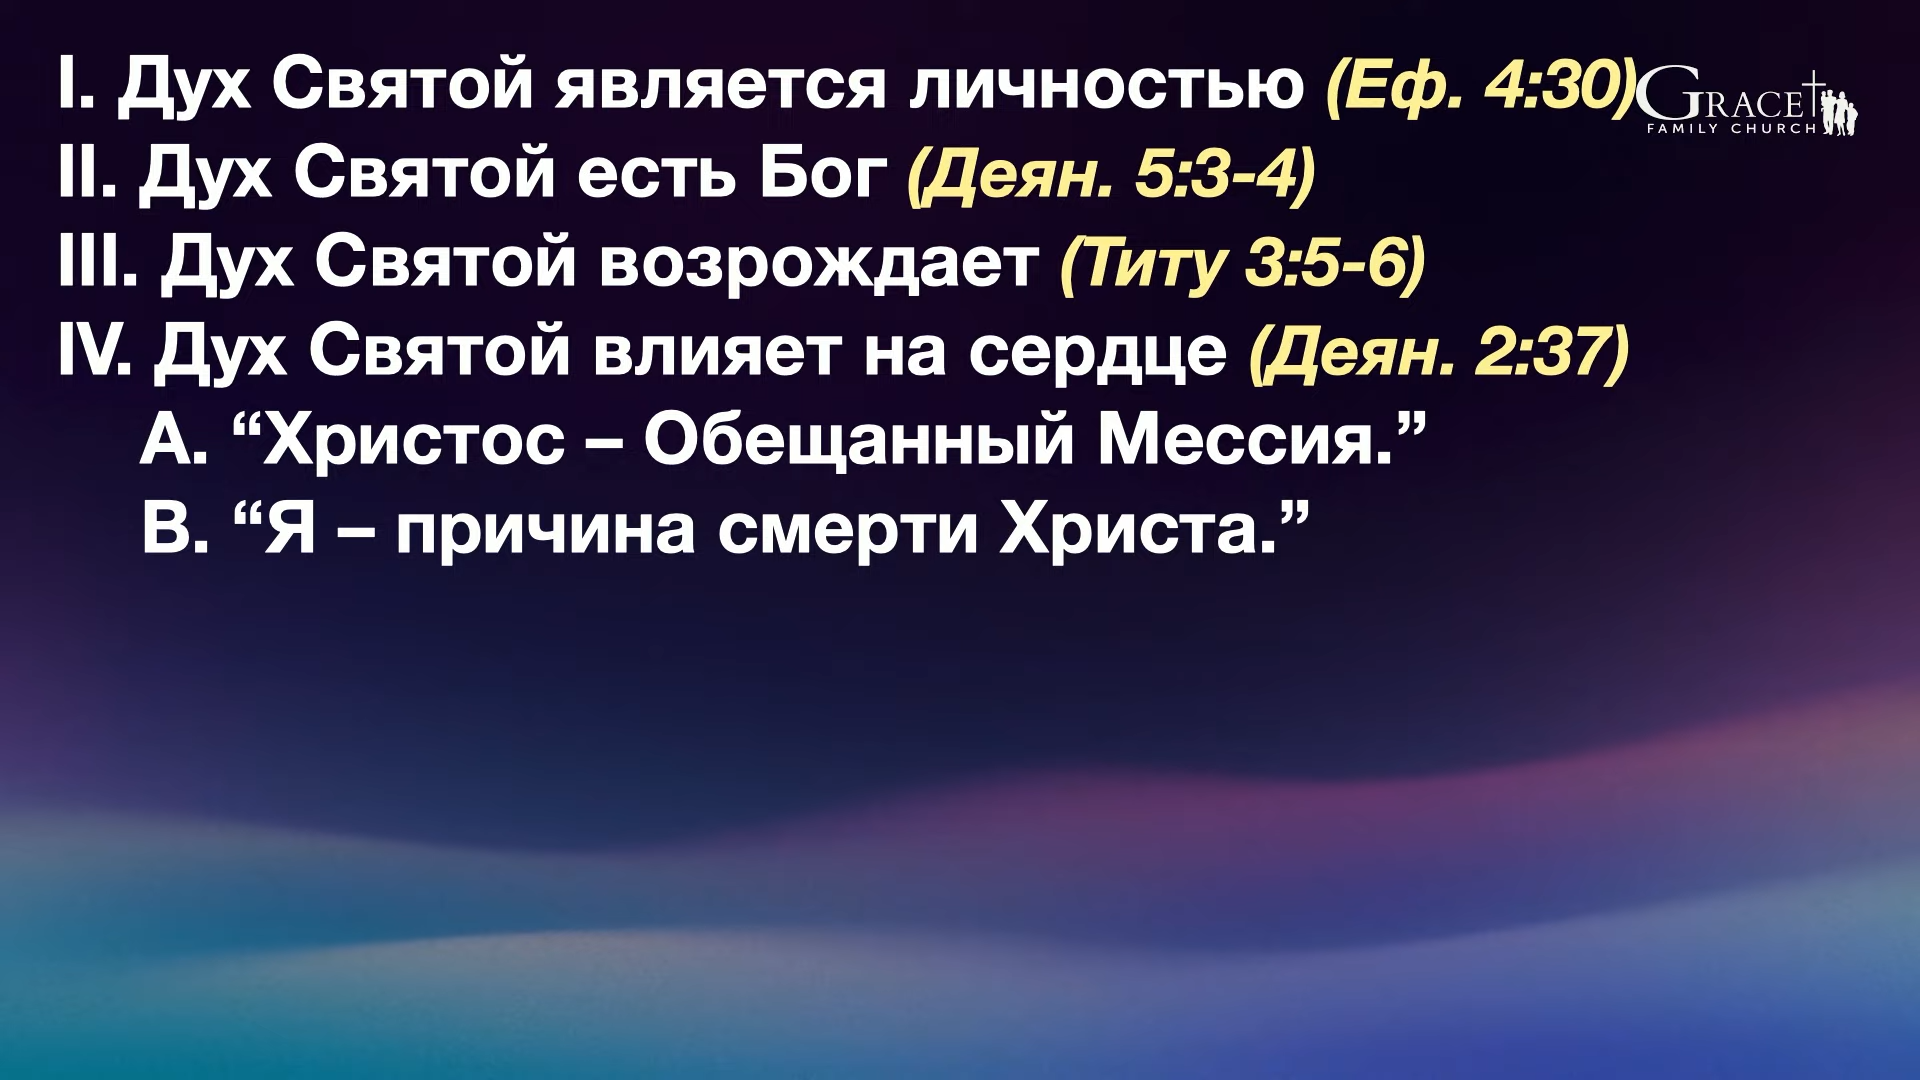 I. Дух Святой является личностью (Еф. 4:30)
GRACE
FAMILY CHURCH
II. Дух Святой есть Бог (Деян. 5:3-4)
III. Дух Святой возрождает (Титу 3:5-6)
IV. Дух Святой влияет на сердце (Деян. 2:37)
A. “Христос – Обещанный Мессия.”
B. “Я – причина смерти Христа.”